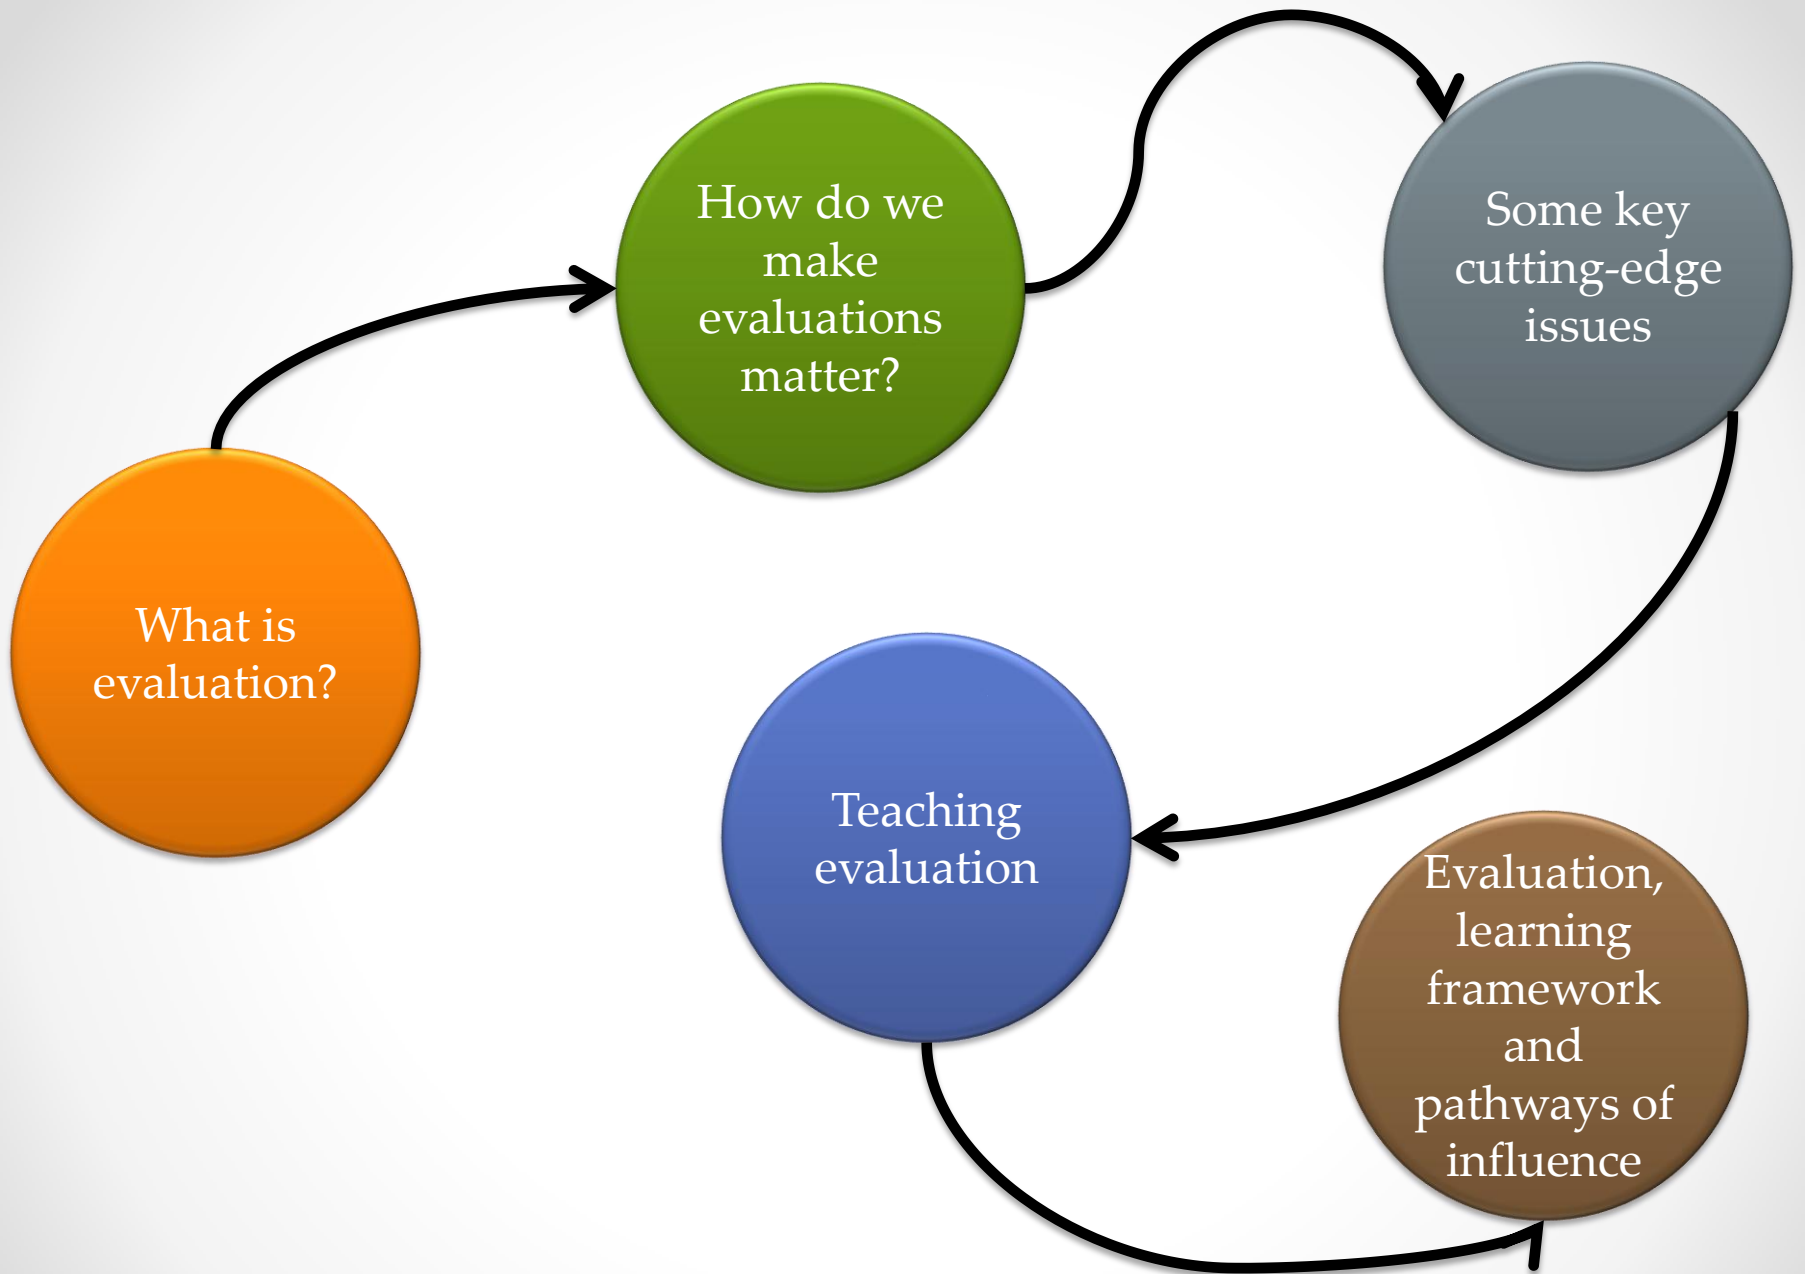 What is
evaluation?
How do we
make
evaluations
matter?
Some key
cutting-edge
issues
Teaching
evaluation
Evaluation,
learning
framework
and
pathways of
influence